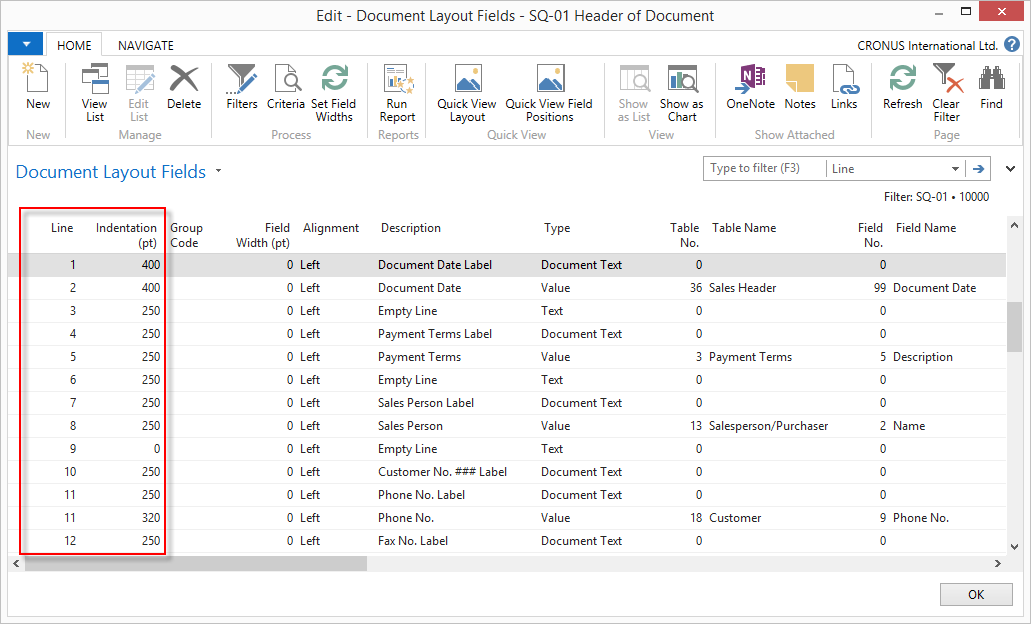 Edit - Document Layout Fields - SQ-01 Header of Document
HOME NAVIGATE CRONUS International Ltd. ?
New View List Edit List Delete Filters Criteria Set Field Widths Run Report Quick View Layout Quick View Field Positions Show as List Show as Chart OneNote Notes Links Refresh Clear Filter Find
New Manage Process Reports Quick View View Show Attached Page
Document Layout Fields Type to filter (F3) Line
Filter: SQ-01 • 10000
Line Indentation (pt) Group Code Field Width (pt) Alignment Description Type Table No. Table Name Field No. Field Name
1 400 0 Left Document Date Label Document Text 0 0
2 400 0 Left Document Date Value 36 Sales Header 99 Document Date
3 250 0 Left Empty Line Text 0 0
4 250 0 Left Payment Terms Label Document Text 0 0
5 250 0 Left Payment Terms Value 3 Payment Terms 5 Description
6 250 0 Left Empty Line Text 0 0
7 250 0 Left Sales Person Label Document Text 0 0
8 250 0 Left Sales Person Value 13 Salesperson/Purchaser 2 Name
9 0 0 Left Empty Line Text 0 0
10 250 0 Left Customer No. ### Label Document Text 0 0
11 250 0 Left Phone No. Label Document Text 0 0
11 320 0 Left Phone No. Value 18 Customer 9 Phone No.
12 250 0 Left Fax No. Label Document Text 0 0
OK